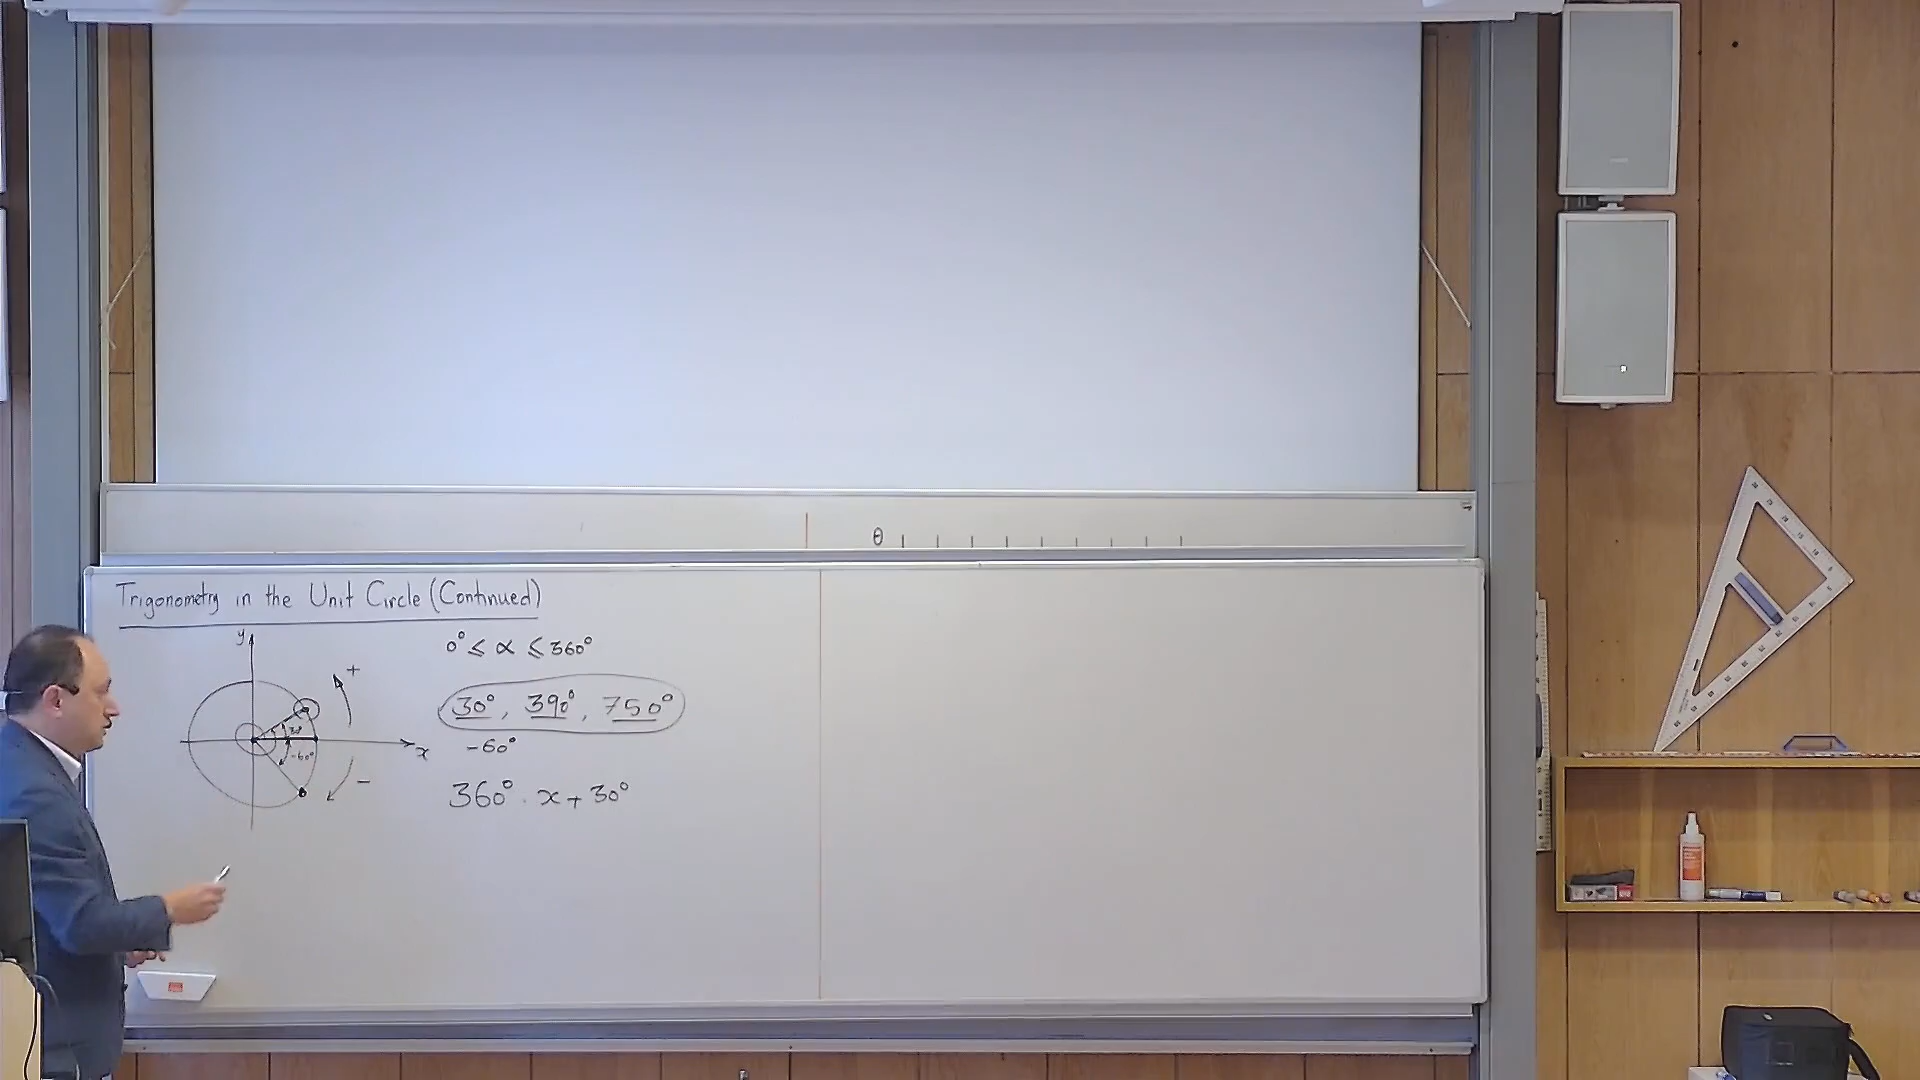 θ
Trigonometry in the Unit Circle (Continued)
y
0° ≤ α ≤ 360°
+
30°, 390°, 750°
30°
x
-60°
-60°
-
360° · x + 30°